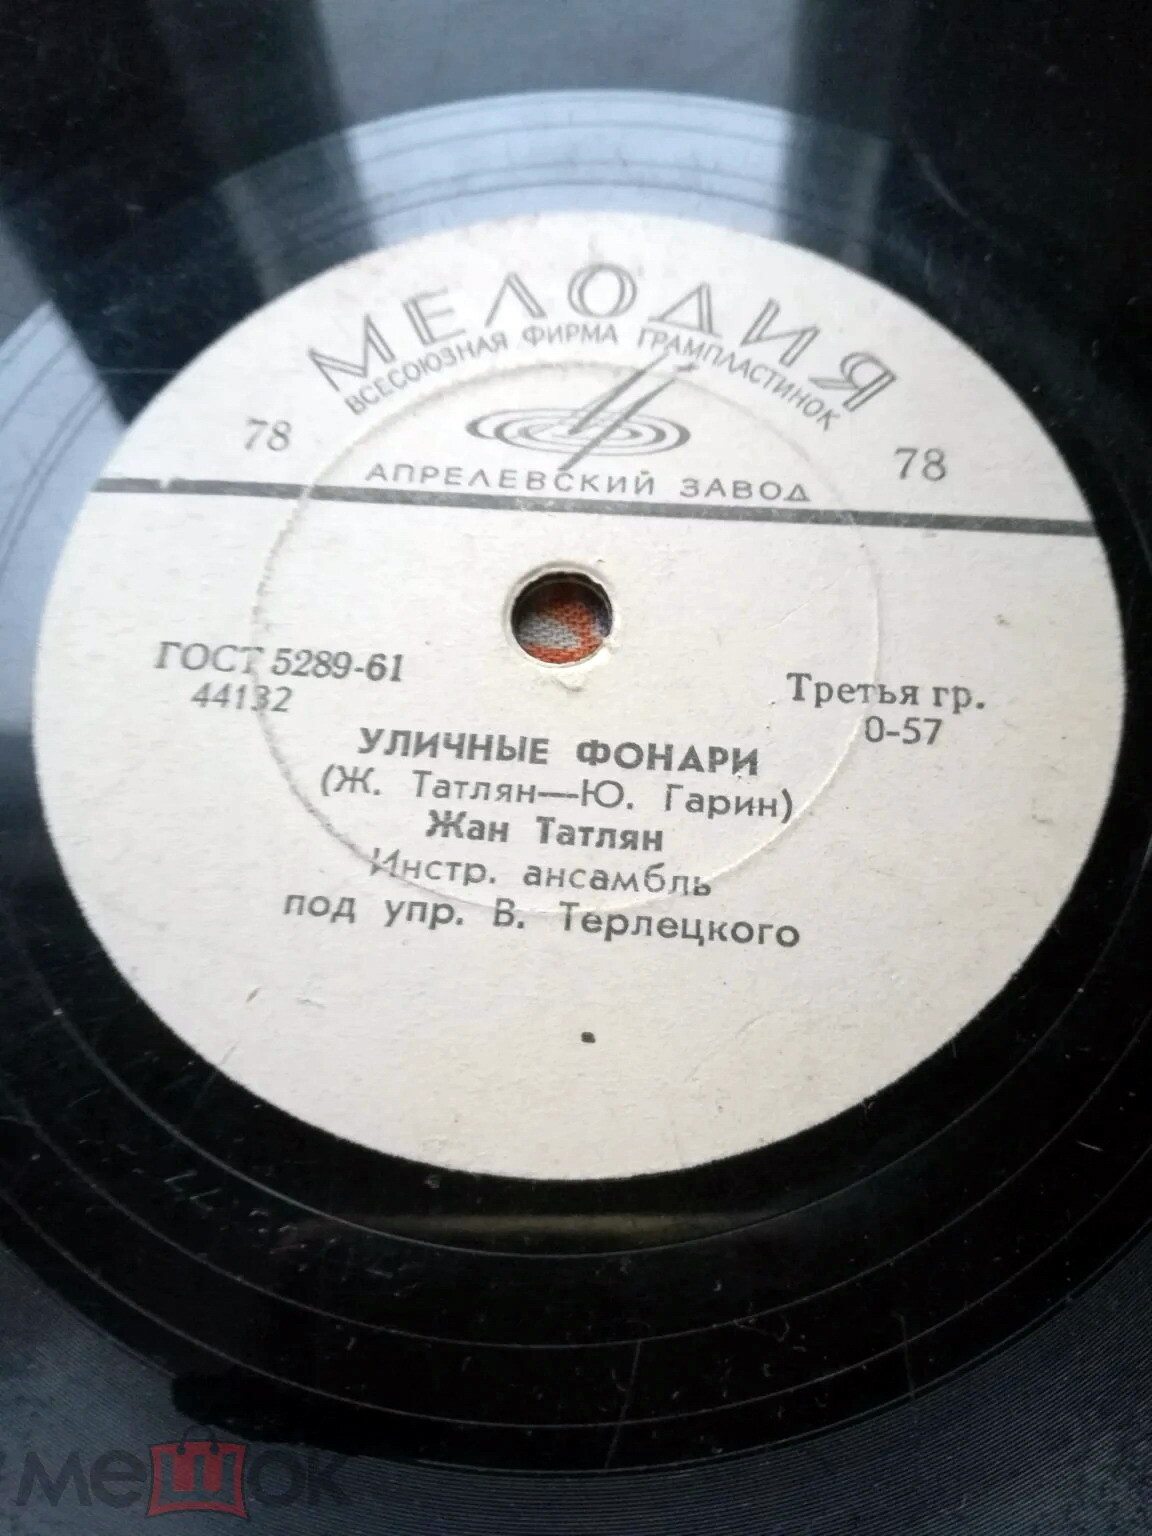 МЕЛОДИЯ
ВСЕСОЮЗНАЯ ФИРМА ГРАМПЛАСТИНОК
78
78
АПРЕЛЕВСКИЙ ЗАВОД
ГОСТ 5289-61
44132
Третья гр.
0-57
УЛИЧНЫЕ ФОНАРИ
(Ж. Татлян—Ю. Гарин)
Жан Татлян
Инстр. ансамбль
под упр. В. Терлецкого
мешок